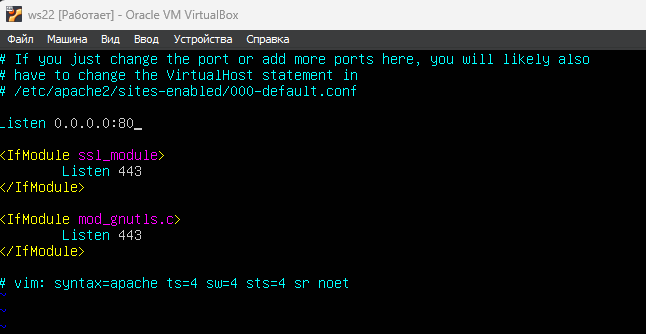 ws22 [Работает] - Oracle VM VirtualBox
Файл Машина Вид Ввод Устройства Справка
# If you just change the port or add more ports here, you will likely also
# have to change the VirtualHost statement in
# /etc/apache2/sites-enabled/000-default.conf
Listen 0.0.0.0:80_
<IfModule ssl_module>
Listen 443
</IfModule>
<IfModule mod_gnutls.c>
Listen 443
</IfModule>
# vim: syntax=apache ts=4 sw=4 sts=4 sr noet
~
~
~